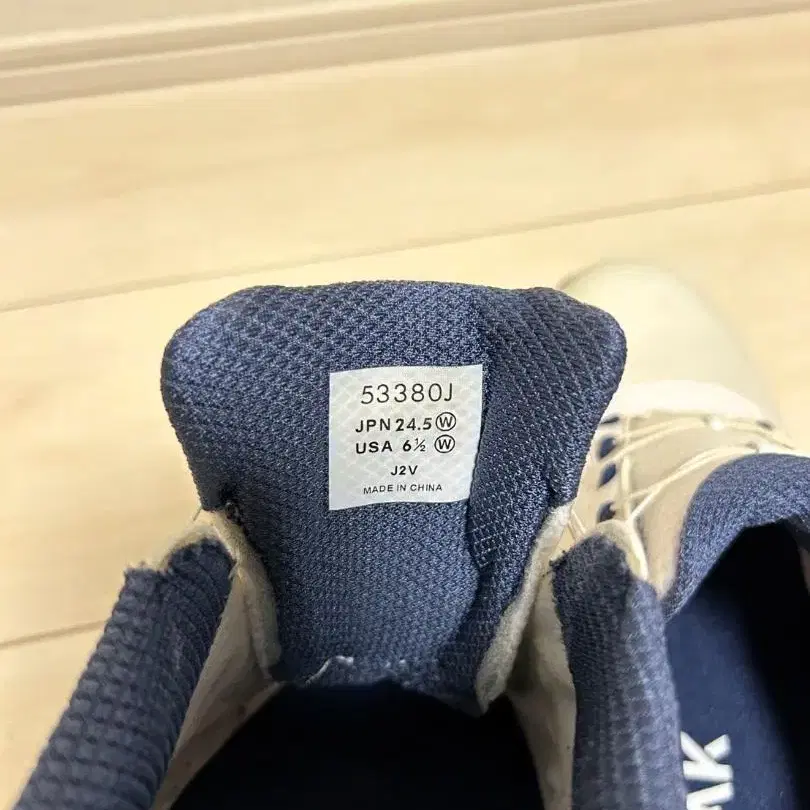 53380J
JPN 24.5 Ⓦ
USA 6½ Ⓦ
J2V
MADE IN CHINA